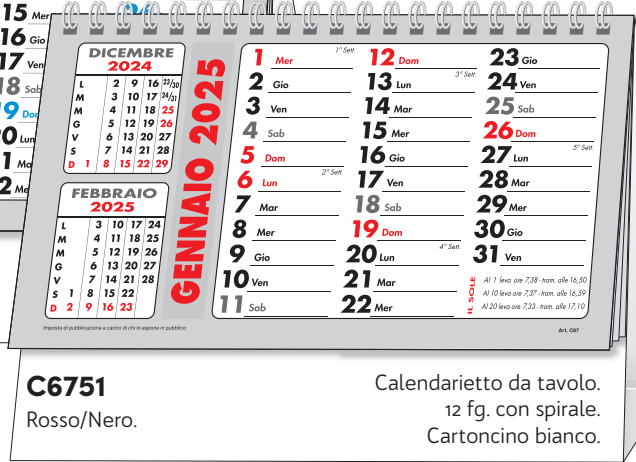 15 Mer
16 Gio
17 Ven
18 Sab
19 Dom
20 Lun
DICEMBRE
2024
L 2 9 16 23/30
M 3 10 17 24/31
M 4 11 18 25
G 5 12 19 26
V 6 13 20 27
S 7 14 21 28
D 1 8 15 22 29
FEBBRAIO
2025
L 3 10 17 24
M 4 11 18 25
M 5 12 19 26
G 6 13 20 27
V 7 14 21 28
S 1 8 15 22
D 2 9 16 23
GENNAIO 2025
1 Mer 1ª Sett.
2 Gio
3 Ven
4 Sab
5 Dom
6 Lun 2ª Sett.
7 Mar
8 Mer
9 Gio
10 Ven
11 Sab
12 Dom
13 Lun 3ª Sett.
14 Mar
15 Mer
16 Gio
17 Ven
18 Sab
19 Dom
20 Lun 4ª Sett.
21 Mar
22 Mer
23 Gio
24 Ven
25 Sab
26 Dom
27 Lun 5ª Sett.
28 Mar
29 Mer
30 Gio
31 Ven
IL SOLE
Al 1 leva ore 7,38 - tram. alle 16,50
Al 10 leva ore 7,37 - tram. alle 16,59
Al 20 leva ore 7,33 - tram. alle 17,10
Imposta di pubblicazione a carico di chi lo espone in pubblico
Art. C67
C6751
Rosso/Nero.
Calendarietto da tavolo.
12 fg. con spirale.
Cartoncino bianco.